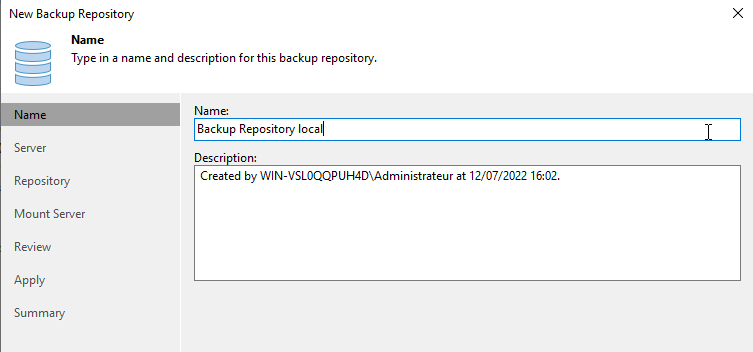 New Backup Repository
Name
Type in a name and description for this backup repository.
Name
Server
Repository
Mount Server
Review
Apply
Summary
Name:
Backup Repository local
Description:
Created by WIN-VSL0QQPUH4D\Administrateur at 12/07/2022 16:02.